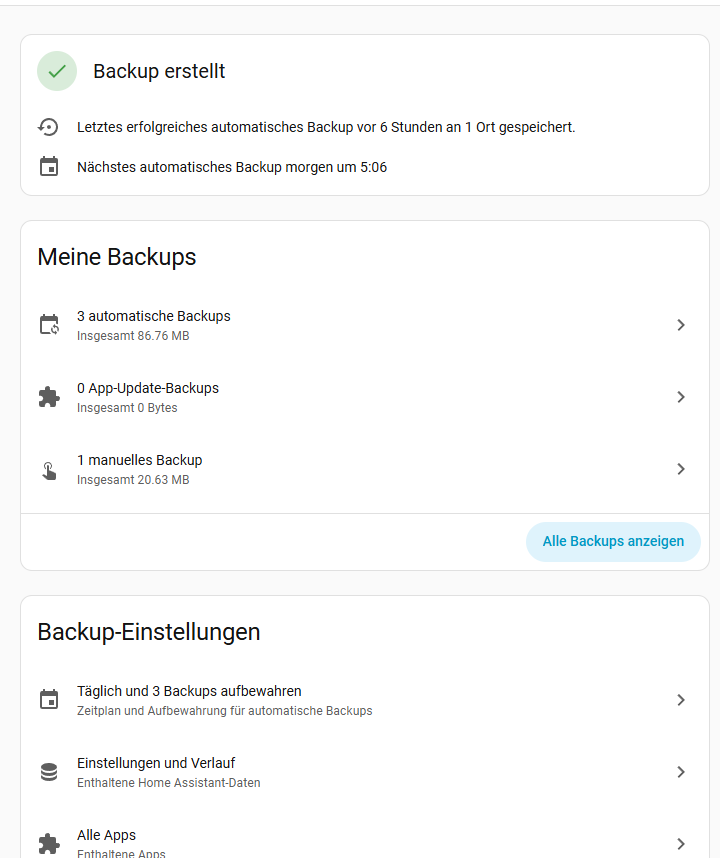 Backup erstellt
Letztes erfolgreiches automatisches Backup vor 6 Stunden an 1 Ort gespeichert.
Nächstes automatisches Backup morgen um 5:06
Meine Backups
3 automatische Backups
Insgesamt 86.76 MB
0 App-Update-Backups
Insgesamt 0 Bytes
1 manuelles Backup
Insgesamt 20.63 MB
Alle Backups anzeigen
Backup-Einstellungen
Täglich und 3 Backups aufbewahren
Zeitplan und Aufbewahrung für automatische Backups
Einstellungen und Verlauf
Enthaltene Home Assistant-Daten
Alle Apps
Enthaltene Apps